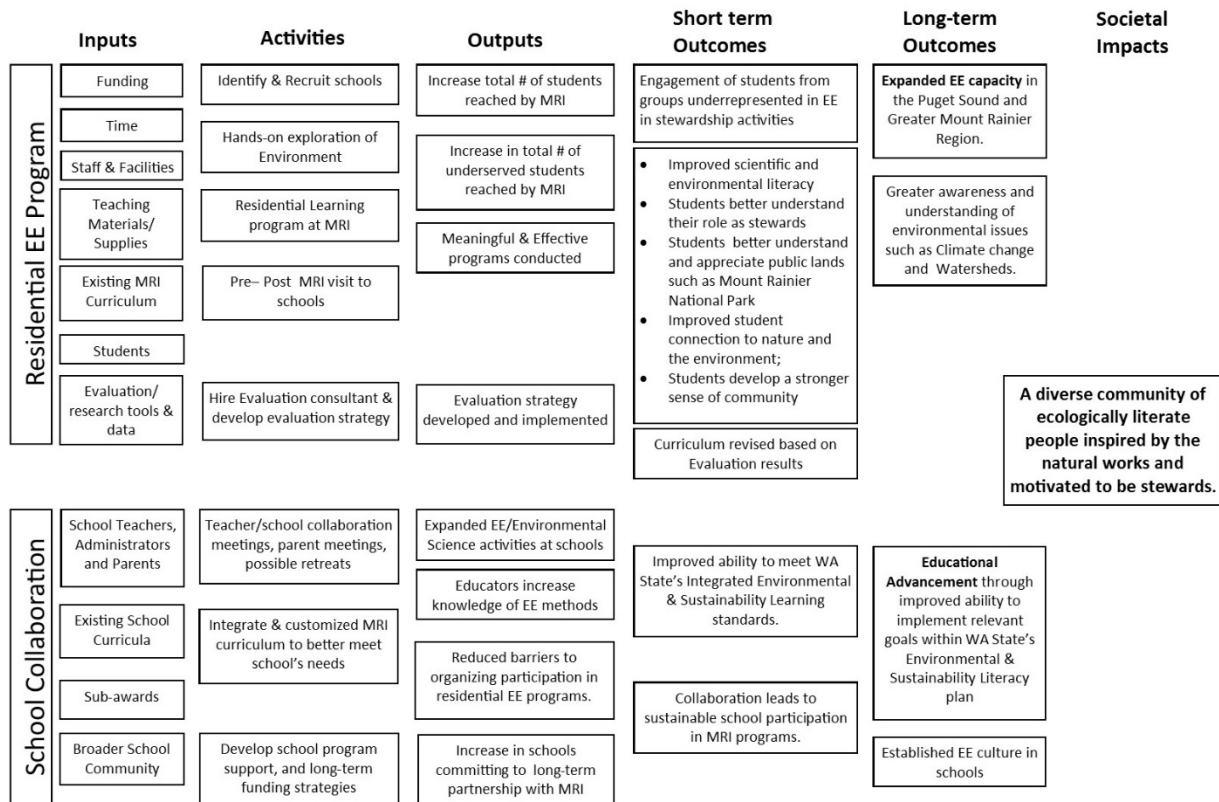 Inputs
Activities
Outputs
Short term
Outcomes
Long-term
Outcomes
Societal
Impacts
Residential EE Program
Funding
Time
Staff & Facilities
Teaching
Materials/
Supplies
Existing MRI
Curriculum
Students
Evaluation/
research tools &
data
Identify & Recruit schools
Hands-on exploration of
Environment
Residential Learning
program at MRI
Pre– Post MRI visit to
schools
Hire Evaluation consultant &
develop evaluation strategy
Increase total # of students
reached by MRI
Increase in total # of
underserved students
reached by MRI
Meaningful & Effective
programs conducted
Evaluation strategy
developed and implemented
Engagement of students from
groups underrepresented in EE
in stewardship activities
• Improved scientific and
environmental literacy
• Students better understand
their role as stewards
• Students better understand
and appreciate public lands
such as Mount Rainier
National Park
• Improved student
connection to nature and
the environment;
• Students develop a stronger
sense of community
Curriculum revised based on
Evaluation results
Expanded EE capacity in
the Puget Sound and
Greater Mount Rainier
Region.
Greater awareness and
understanding of
environmental issues
such as Climate change
and Watersheds.
A diverse community of
ecologically literate
people inspired by the
natural works and
motivated to be stewards.
School Collaboration
School Teachers,
Administrators
and Parents
Existing School
Curricula
Sub-awards
Broader School
Community
Teacher/school collaboration
meetings, parent meetings,
possible retreats
Integrate & customized MRI
curriculum to better meet
school's needs
Develop school program
support, and long-term
funding strategies
Expanded EE/Environmental
Science activities at schools
Educators increase
knowledge of EE methods
Reduced barriers to
organizing participation in
residential EE programs.
Increase in schools
committing to long-term
partnership with MRI
Improved ability to meet WA
State's Integrated Environmental
& Sustainability Learning
standards.
Collaboration leads to
sustainable school participation
in MRI programs.
Educational
Advancement through
improved ability to
implement relevant
goals within WA State's
Environmental &
Sustainability Literacy
plan
Established EE culture in
schools